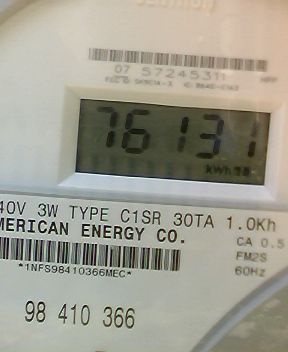 07 57245311
76131
kWh
40V 3W TYPE C1SR 30TA 1.0Kh
MERICAN ENERGY CO.
CA 0.5
*1NFS98410366MEC*
FM2S
60Hz
98 410 366